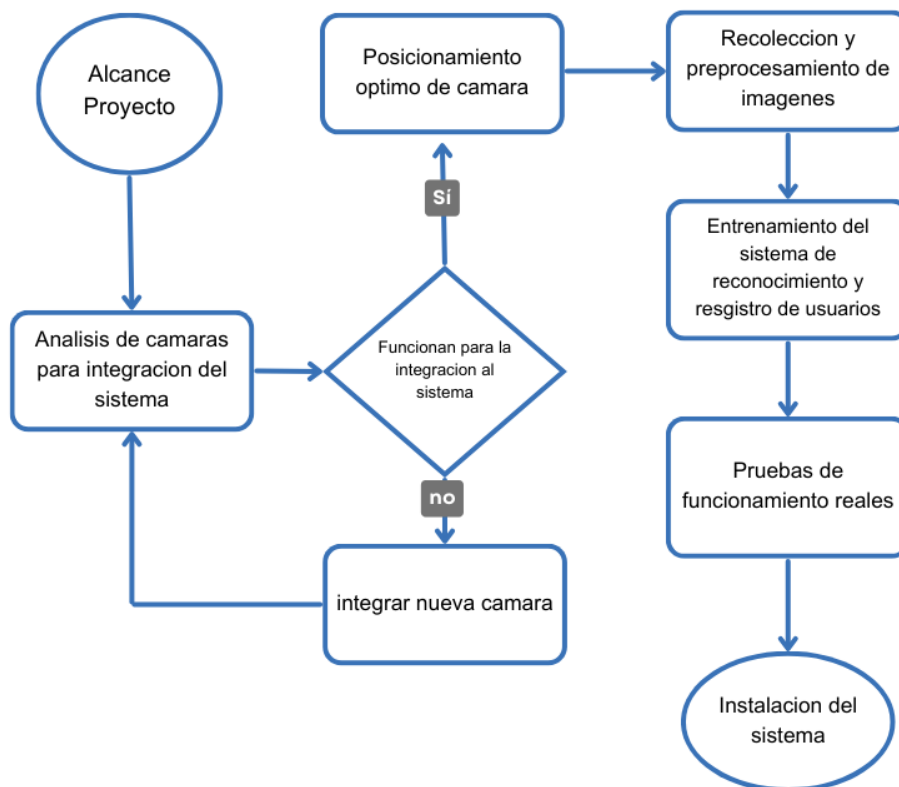 Alcance
Proyecto
Analisis de camaras
para integracion del
sistema
Funcionan para la
integracion al
sistema
Sí
Posicionamiento
optimo de camara
no
integrar nueva camara
Recoleccion y
preprocesamiento de
imagenes
Entrenamiento del
sistema de
reconocimiento y
resgistro de usuarios
Pruebas de
funcionamiento reales
Instalacion del
sistema